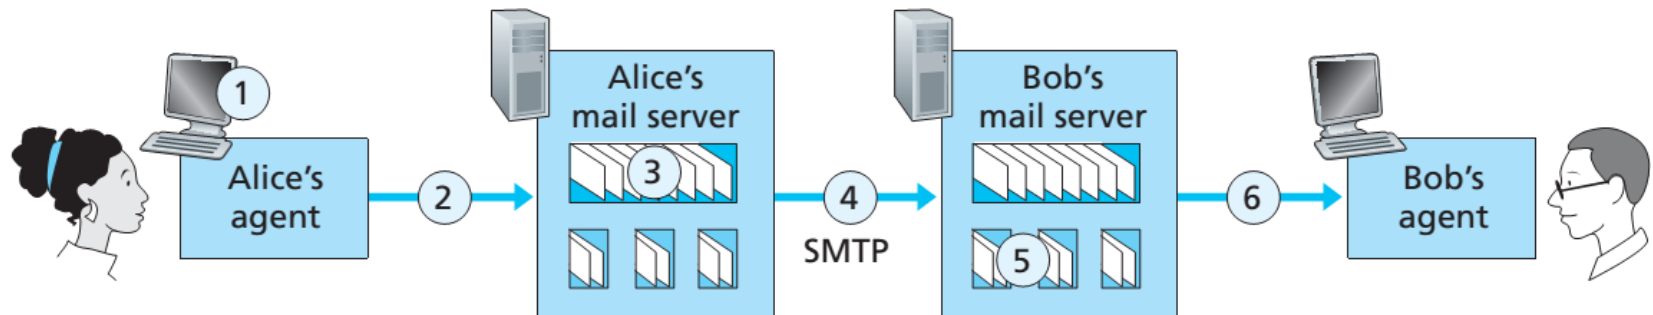 1
Alice's
agent
2
Alice's
mail server
3
4
SMTP
Bob's
mail server
5
6
Bob's
agent